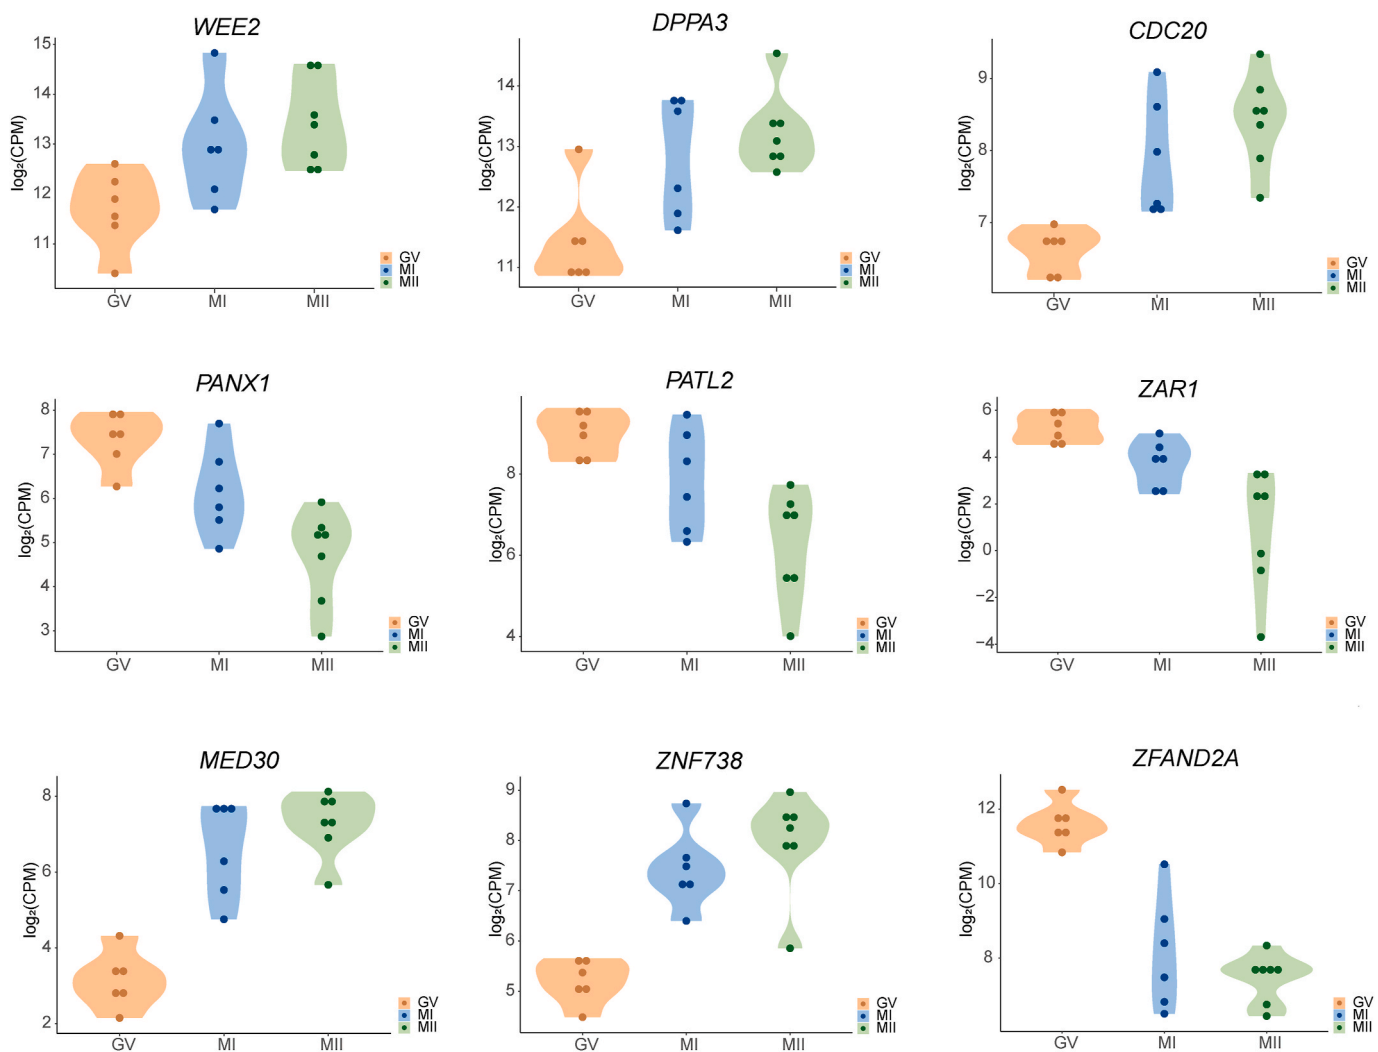 WEE2
log₂(CPM)
15
14
13
12
11
GV
MI
MII
GV
MI
MII
DPPA3
log₂(CPM)
14
13
12
11
GV
MI
MII
GV
MI
MII
CDC20
log₂(CPM)
9
8
7
GV
MI
MII
GV
MI
MII
PANX1
log₂(CPM)
8
7
6
5
4
3
GV
MI
MII
GV
MI
MII
PATL2
log₂(CPM)
8
6
4
GV
MI
MII
GV
MI
MII
ZAR1
log₂(CPM)
6
4
2
0
−2
−4
GV
MI
MII
GV
MI
MII
MED30
log₂(CPM)
8
6
4
2
GV
MI
MII
GV
MI
MII
ZNF738
log₂(CPM)
9
8
7
6
5
GV
MI
MII
GV
MI
MII
ZFAND2A
log₂(CPM)
12
10
8
GV
MI
MII
GV
MI
MII